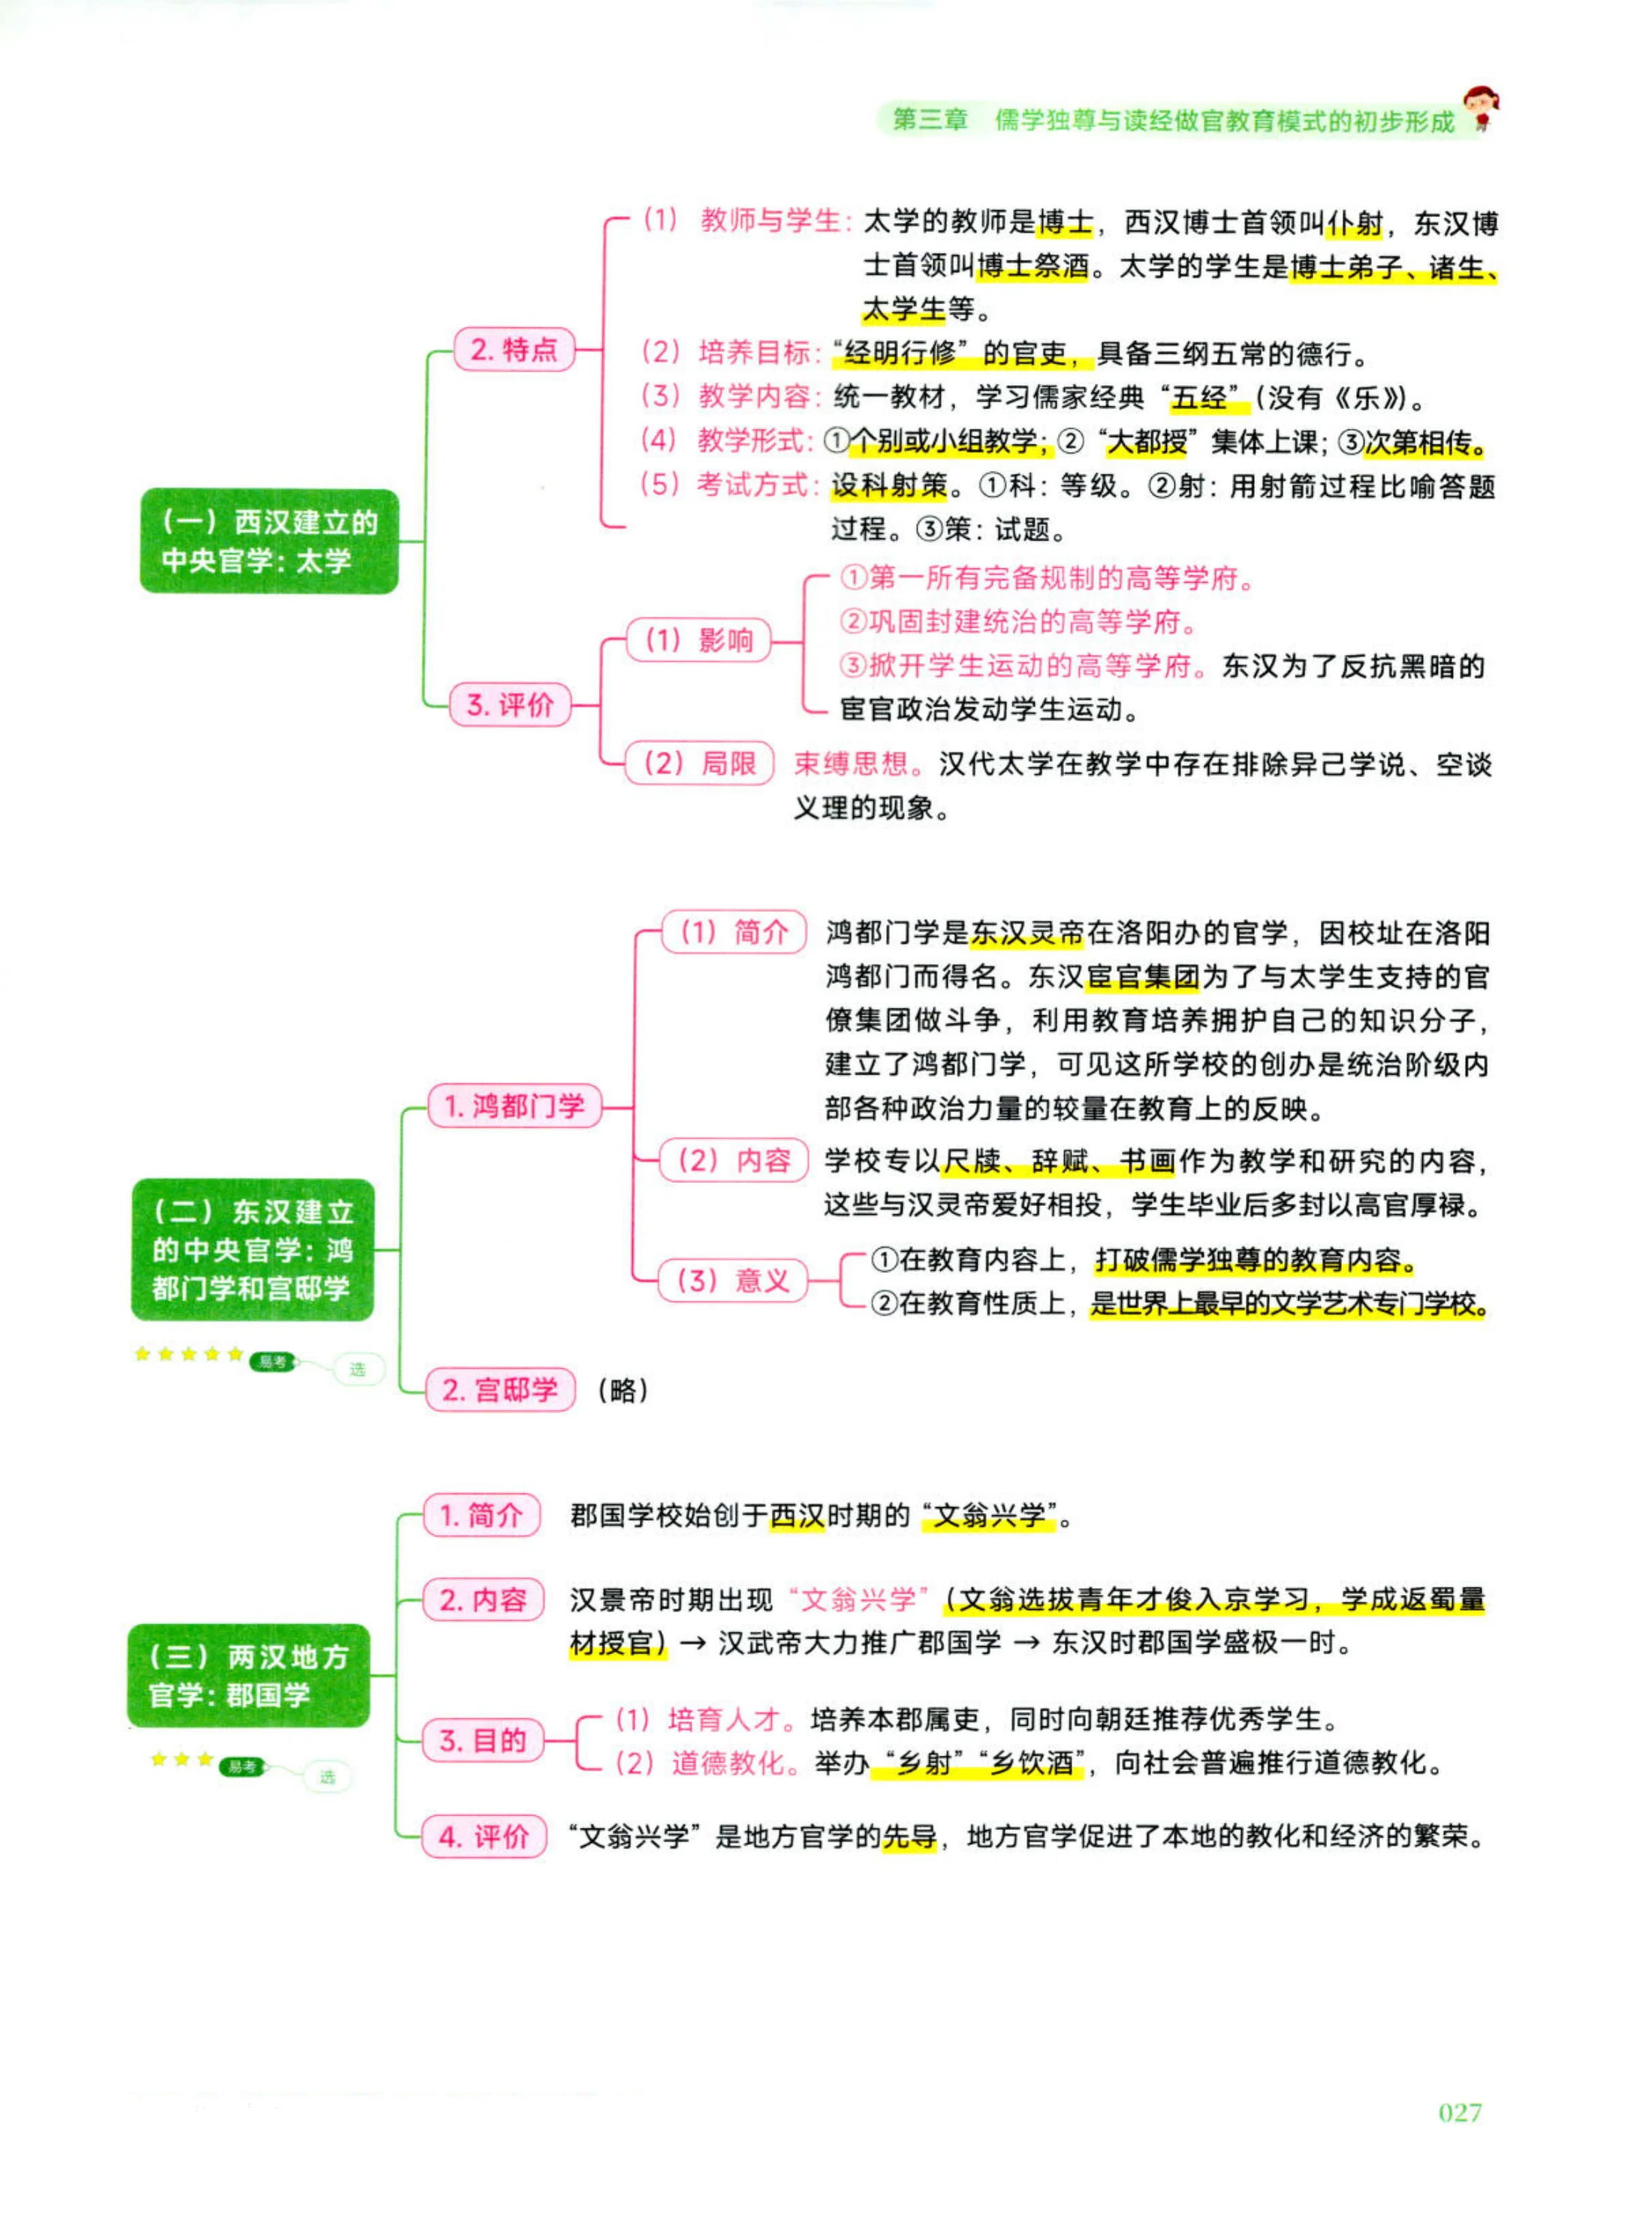 第三章 儒学独尊与读经做官教育模式的初步形成
(一)西汉建立的
中央官学：太学
2. 特点
(1) 教师与学生：太学的教师是博士，西汉博士首领叫仆射，东汉博
士首领叫博士祭酒。太学的学生是博士弟子、诸生、
太学生等。
(2) 培养目标：“经明行修”的官吏，具备三纲五常的德行。
(3) 教学内容：统一教材，学习儒家经典“五经”(没有《乐》)。
(4) 教学形式：①个别或小组教学；②“大都授”集体上课；③次第相传。
(5) 考试方式：设科射策。①科：等级。②射：用射箭过程比喻答题
过程。③策：试题。
3. 评价
(1) 影响
①第一所有完备规制的高等学府。
②巩固封建统治的高等学府。
③掀开学生运动的高等学府。东汉为了反抗黑暗的
宦官政治发动学生运动。
(2) 局限 束缚思想。汉代太学在教学中存在排除异己学说、空谈
义理的现象。
(二)东汉建立
的中央官学：鸿
都门学和宫邸学
易考 选
1. 鸿都门学
(1) 简介 鸿都门学是东汉灵帝在洛阳办的官学，因校址在洛阳
鸿都门而得名。东汉宦官集团为了与太学生支持的官
僚集团做斗争，利用教育培养拥护自己的知识分子，
建立了鸿都门学，可见这所学校的创办是统治阶级内
部各种政治力量的较量在教育上的反映。
(2) 内容 学校专以尺牍、辞赋、书画作为教学和研究的内容，
这些与汉灵帝爱好相投，学生毕业后多封以高官厚禄。
(3) 意义
①在教育内容上，打破儒学独尊的教育内容。
②在教育性质上，是世界上最早的文学艺术专门学校。
2. 宫邸学 (略)
(三)两汉地方
官学：郡国学
易考 选
1. 简介 郡国学校始创于西汉时期的“文翁兴学”。
2. 内容 汉景帝时期出现“文翁兴学”(文翁选拔青年才俊入京学习，学成返蜀量
材授官)→汉武帝大力推广郡国学→东汉时郡国学盛极一时。
3. 目的
(1) 培育人才。培养本郡属吏，同时向朝廷推荐优秀学生。
(2) 道德教化。举办“乡射”“乡饮酒”，向社会普遍推行道德教化。
4. 评价 “文翁兴学”是地方官学的先导，地方官学促进了本地的教化和经济的繁荣。
027